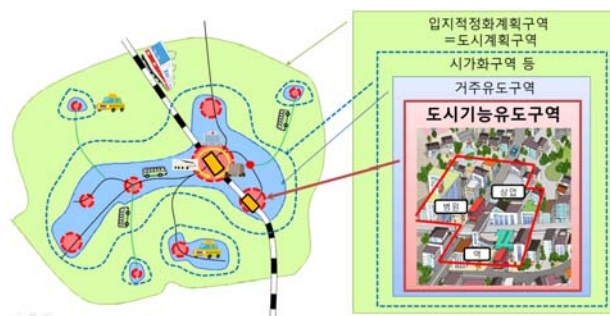 입지적정화계획구역
=도시계획구역
시가화구역 등
거주유도구역
도시기능유도구역
상업
병원
역